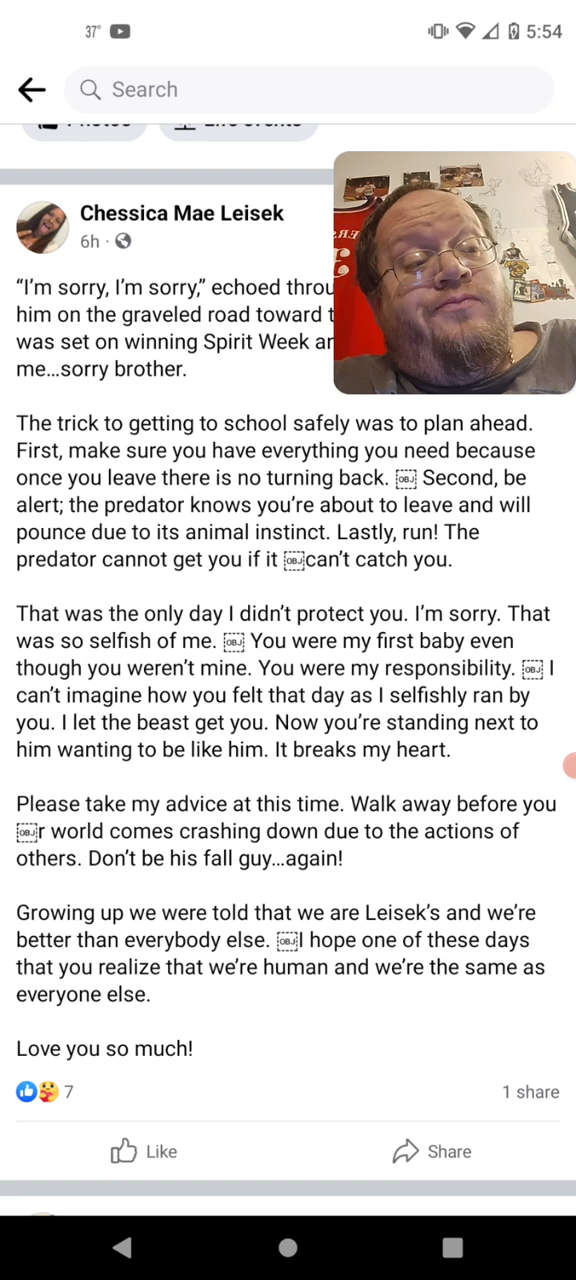 37°
5:54
Search
Photos
Life events
Chessica Mae Leisek
6h ·
“I’m sorry, I’m sorry,” echoed throu
him on the graveled road toward t
was set on winning Spirit Week ar
me...sorry brother.
The trick to getting to school safely was to plan ahead.
First, make sure you have everything you need because
once you leave there is no turning back. OBJ Second, be
alert; the predator knows you’re about to leave and will
pounce due to its animal instinct. Lastly, run! The
predator cannot get you if it OBJ can’t catch you.
That was the only day I didn’t protect you. I’m sorry. That
was so selfish of me. OBJ You were my first baby even
though you weren’t mine. You were my responsibility. OBJ I
can’t imagine how you felt that day as I selfishly ran by
you. I let the beast get you. Now you’re standing next to
him wanting to be like him. It breaks my heart.
Please take my advice at this time. Walk away before you
OBJ r world comes crashing down due to the actions of
others. Don’t be his fall guy...again!
Growing up we were told that we are Leisek’s and we’re
better than everybody else. OBJ I hope one of these days
that you realize that we’re human and we’re the same as
everyone else.
Love you so much!
7
1 share
Like
Share